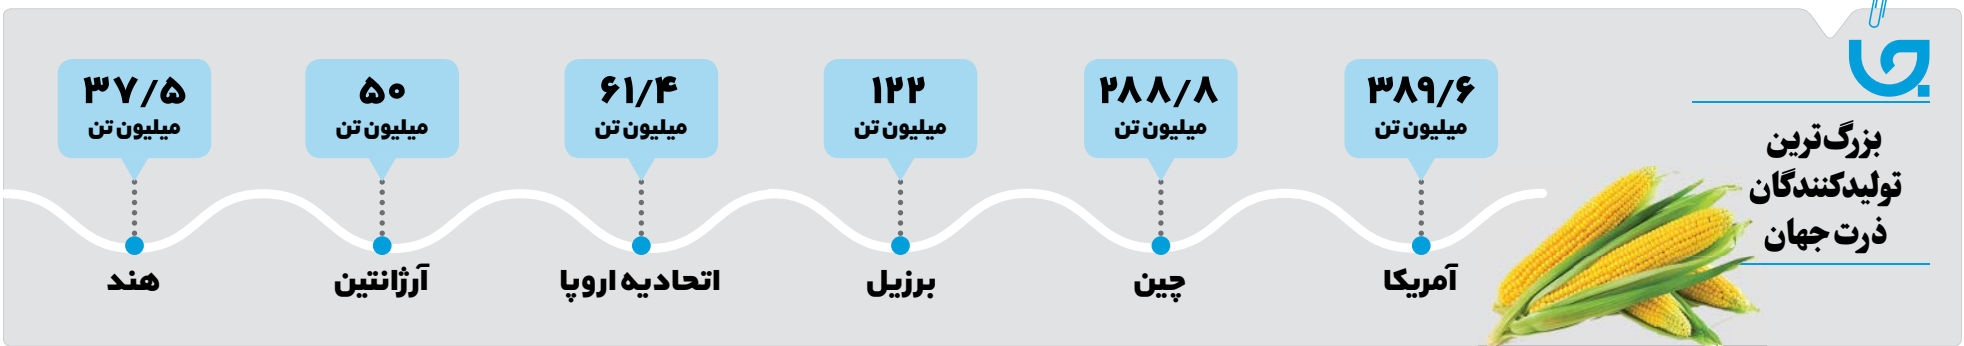 بزرگ‌ترین
تولیدکنندگان
ذرت جهان
۳۸۹/۶
میلیون تن
آمریکا
۲۸۸/۸
میلیون تن
چین
۱۲۲
میلیون تن
برزیل
۶۱/۴
میلیون تن
اتحادیه اروپا
۵۰
میلیون تن
آرژانتین
۳۷/۵
میلیون تن
هند